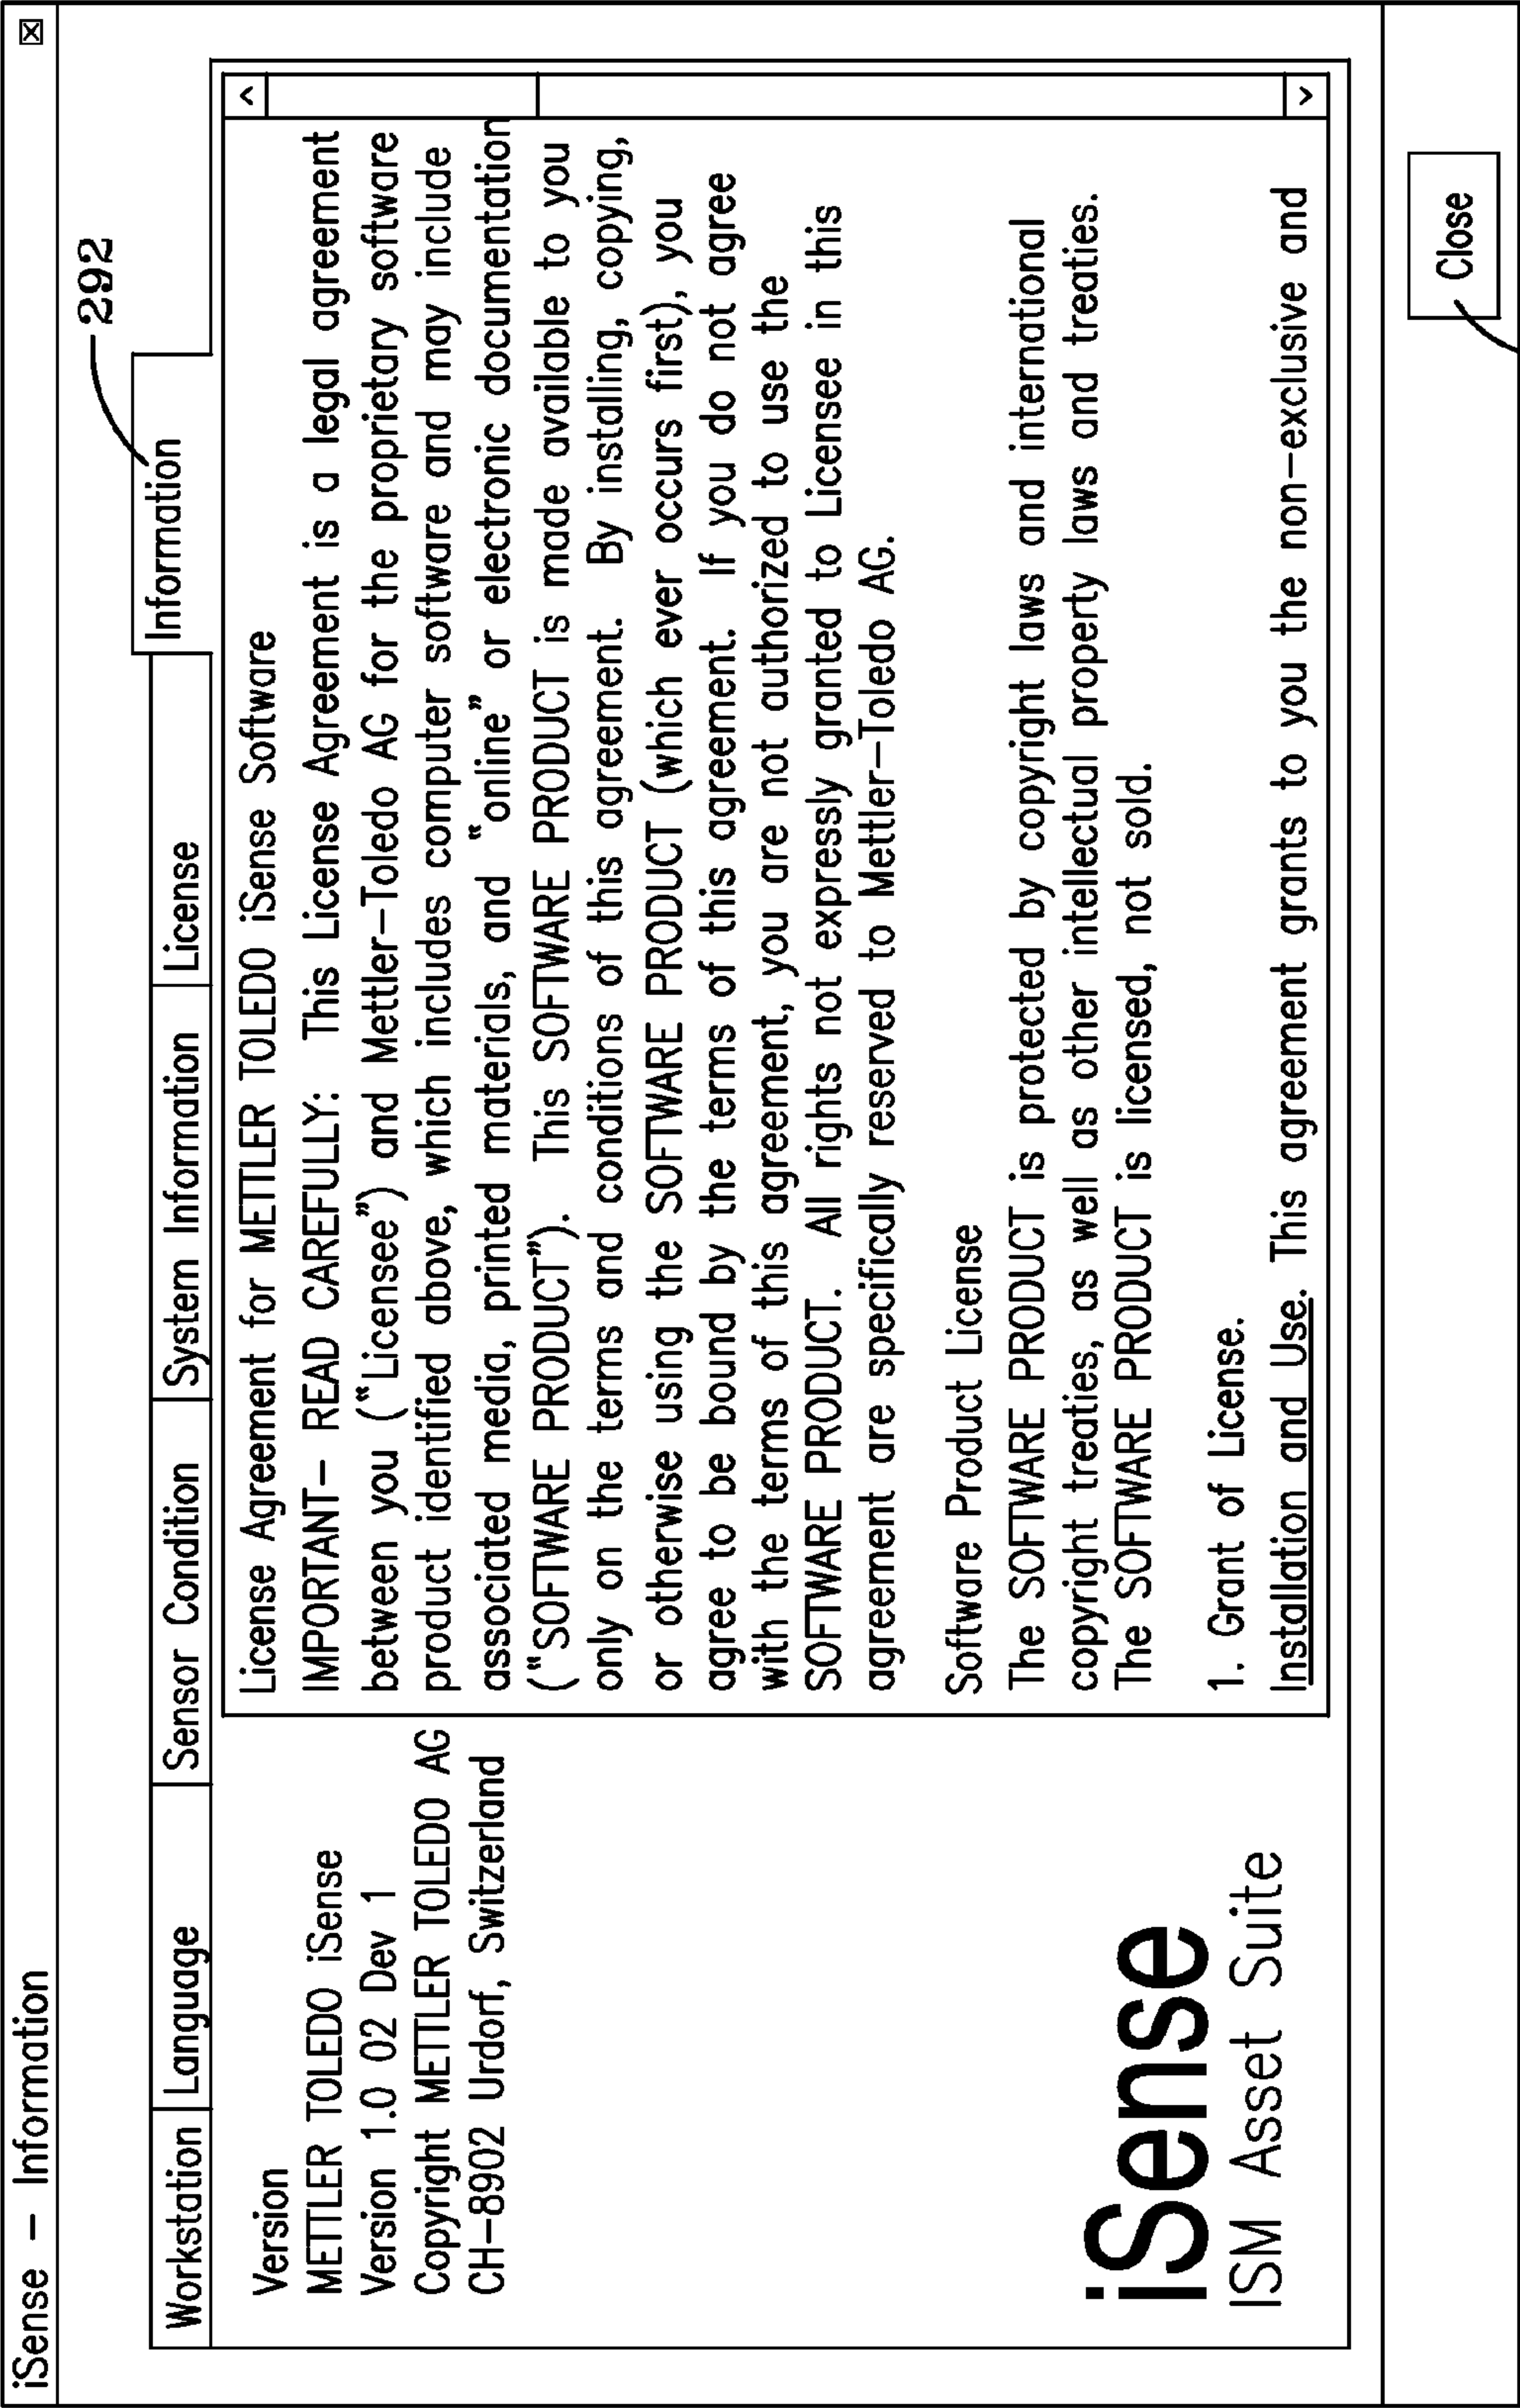 iSense – Information
292
Workstation Language Sensor Condition System Information License Information
Version
METTLER TOLEDO iSense
Version 1.0 02 Dev 1
Copyright METTLER TOLEDO AG
CH–8902 Urdorf, Switzerland
iSense
ISM Asset Suite
License Agreement for METTLER TOLEDO iSense Software
IMPORTANT– READ CAREFULLY: This License Agreement is a legal agreement
between you (“Licensee”) and Mettler–Toledo AG for the proprietary software
product identified above, which includes computer software and may include
associated media, printed materials, and “online” or electronic documentation
(“SOFTWARE PRODUCT”). This SOFTWARE PRODUCT is made available to you
only on the terms and conditions of this agreement. By installing, copying,
or otherwise using the SOFTWARE PRODUCT (which ever occurs first), you
agree to be bound by the terms of this agreement. If you do not agree
with the terms of this agreement, you are not authorized to use the
SOFTWARE PRODUCT. All rights not expressly granted to Licensee in this
agreement are specifically reserved to Mettler–Toledo AG.
Software Product License
The SOFTWARE PRODUCT is protected by copyright laws and international
copyright treaties, as well as other intellectual property laws and treaties.
The SOFTWARE PRODUCT is licensed, not sold.
1. Grant of License.
Installation and Use. This agreement grants to you the non–exclusive and
Close